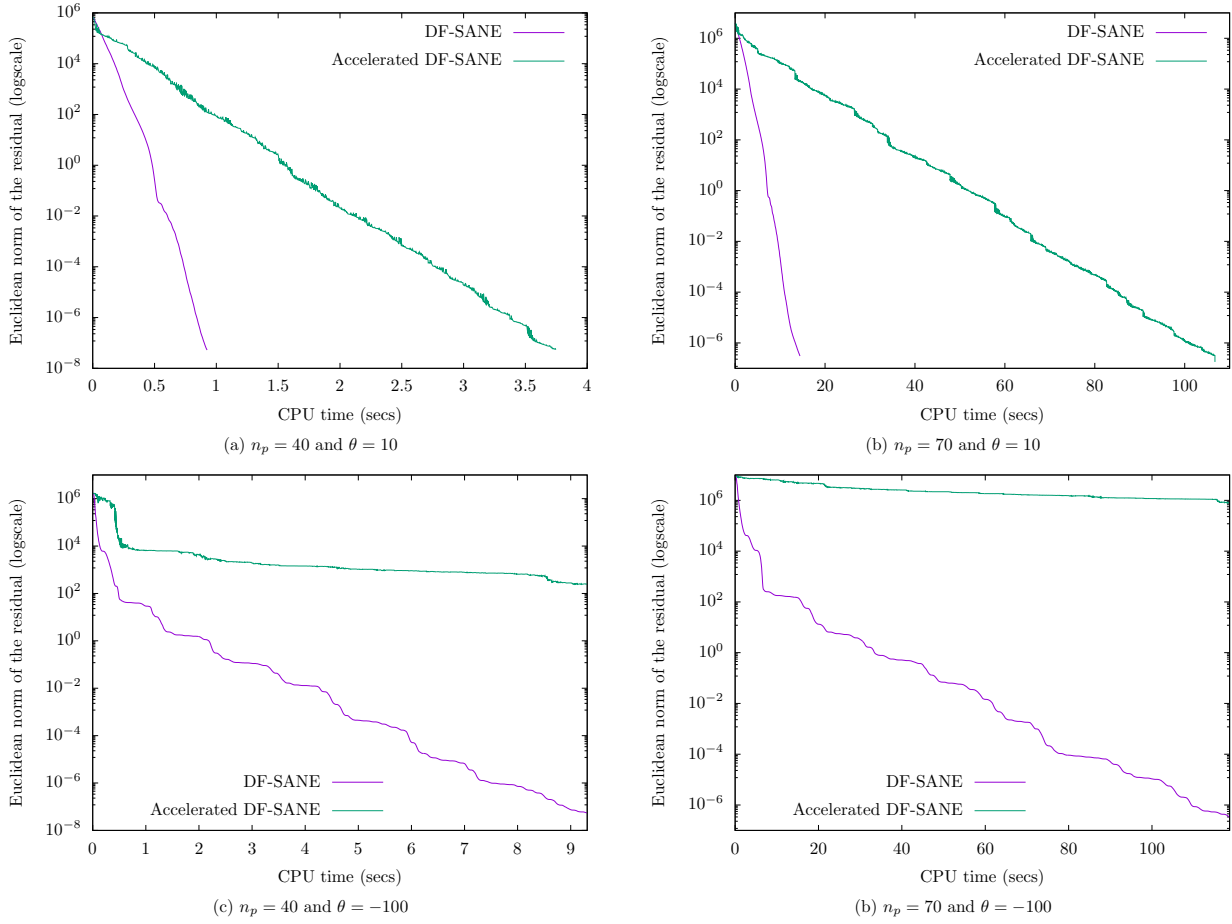 Euclidean norm of the residual (logscale)
10^6
10^4
10^2
10^0
10^−2
10^−4
10^−6
10^−8
DF-SANE
Accelerated DF-SANE
0 0.5 1 1.5 2 2.5 3 3.5 4
CPU time (secs)
(a) n_p = 40 and θ = 10
Euclidean norm of the residual (logscale)
10^6
10^4
10^2
10^0
10^−2
10^−4
10^−6
DF-SANE
Accelerated DF-SANE
0 20 40 60 80 100
CPU time (secs)
(b) n_p = 70 and θ = 10
Euclidean norm of the residual (logscale)
10^6
10^4
10^2
10^0
10^−2
10^−4
10^−6
10^−8
DF-SANE
Accelerated DF-SANE
0 1 2 3 4 5 6 7 8 9
CPU time (secs)
(c) n_p = 40 and θ = −100
Euclidean norm of the residual (logscale)
10^6
10^4
10^2
10^0
10^−2
10^−4
10^−6
DF-SANE
Accelerated DF-SANE
0 20 40 60 80 100
CPU time (secs)
(b) n_p = 70 and θ = −100